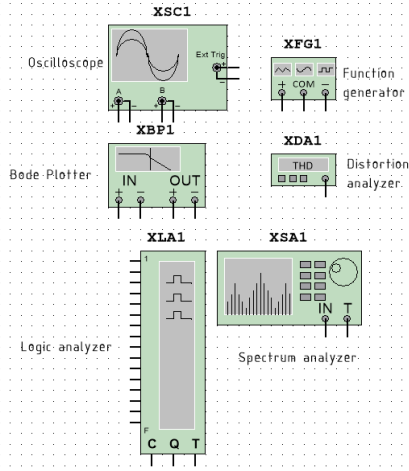 XSC1
Oscilloscope
Ext Trig
+
−
A
B
+ − + −
XFG1
+ COM −
Function
generator
XBP1
Bode Plotter
IN OUT
+ − + −
XDA1
THD
Distortion
analyzer
XLA1
1
Logic analyzer
F
C Q T
XSA1
IN T
Spectrum analyzer